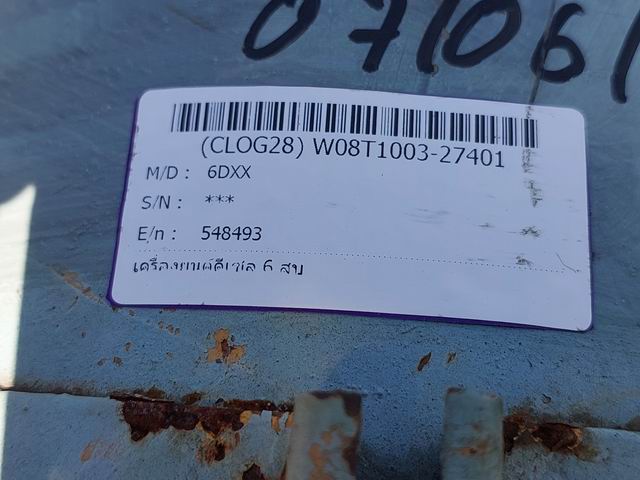 071061
(CLOG28) W08T1003-27401
M/D : 6DXX
S/N : ***
E/n : 548493
เครื่องยนต์ดีเซล 6 สูบ